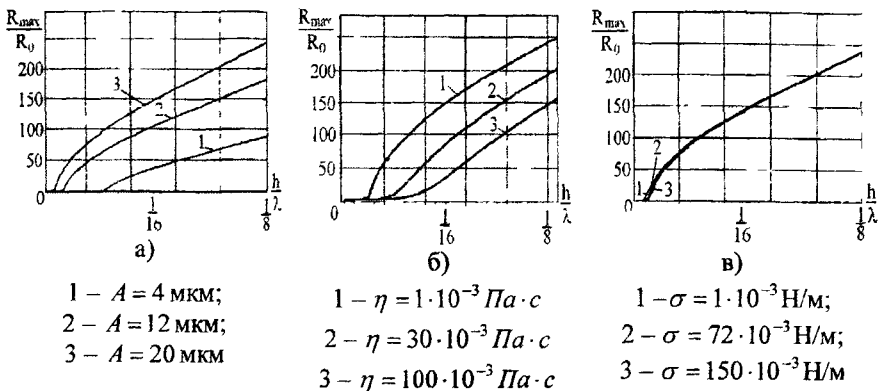 R_max/R_0
250
200
150
100
50
0
3
2
1
1/16
1/8
h/λ
а)
1 – A = 4 мкм;
2 – A = 12 мкм;
3 – A = 20 мкм
R_max/R_0
250
200
150
100
50
0
1
2
3
1/16
1/8
h/λ
б)
1 – η = 1·10⁻³ Па·с
2 – η = 30·10⁻³ Па·с
3 – η = 100·10⁻³ Па·с
R_max/R_0
250
200
150
100
50
0
2
1
3
1/16
1/8
h/λ
в)
1 – σ = 1·10⁻³ Н/м;
2 – σ = 72·10⁻³ Н/м;
3 – σ = 150·10⁻³ Н/м